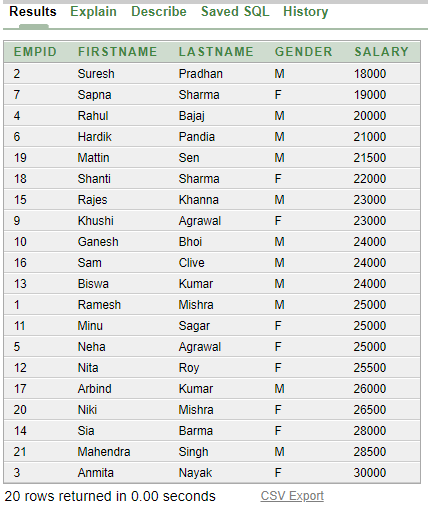 Results Explain Describe Saved SQL History
EMPID FIRSTNAME LASTNAME GENDER SALARY
2 Suresh Pradhan M 18000
7 Sapna Sharma F 19000
4 Rahul Bajaj M 20000
6 Hardik Pandia M 21000
19 Mattin Sen M 21500
18 Shanti Sharma F 22000
15 Rajes Khanna M 23000
9 Khushi Agrawal F 23000
10 Ganesh Bhoi M 24000
16 Sam Clive M 24000
13 Biswa Kumar M 24000
1 Ramesh Mishra M 25000
11 Minu Sagar F 25000
5 Neha Agrawal F 25000
12 Nita Roy F 25500
17 Arbind Kumar M 26000
20 Niki Mishra F 26500
14 Sia Barma F 28000
21 Mahendra Singh M 28500
3 Anmita Nayak F 30000
20 rows returned in 0.00 seconds CSV Export